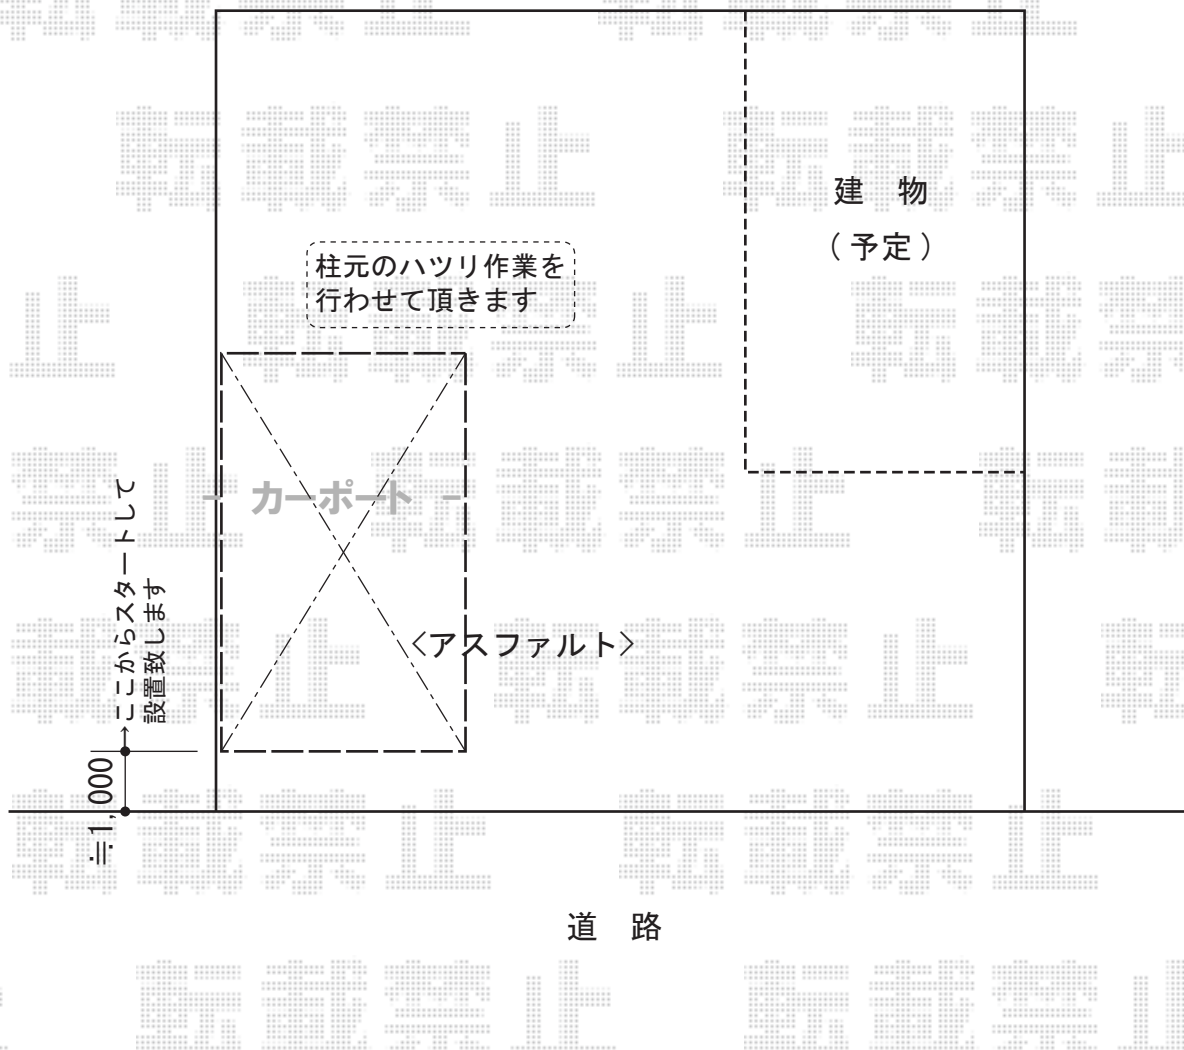 建 物
(予定)
柱元のハツリ作業を
行わせて頂きます
カーポート
<アスファルト>
ここからスタートして
設置致します
≒1,000
道 路
転載禁止